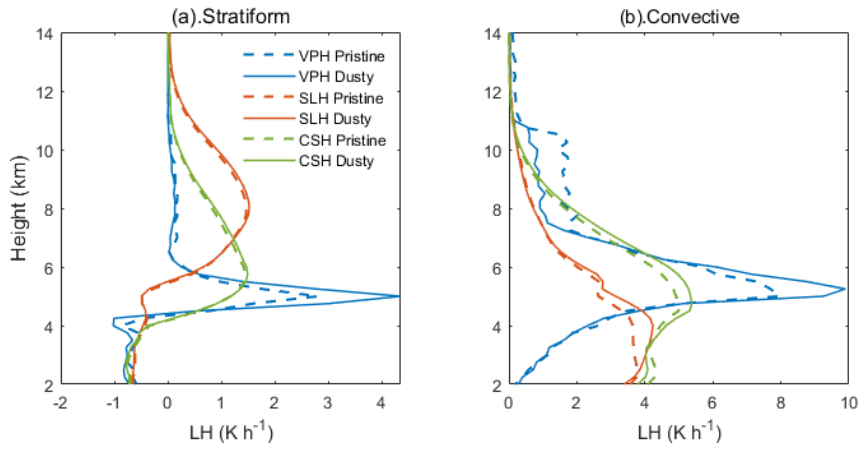 (a).Stratiform
(b).Convective
14
12
10
8
6
4
2
Height (km)
VPH Pristine
VPH Dusty
SLH Pristine
SLH Dusty
CSH Pristine
CSH Dusty
-2 -1 0 1 2 3 4
LH (K h-1)
14
12
10
8
6
4
2
0 2 4 6 8 10
LH (K h-1)